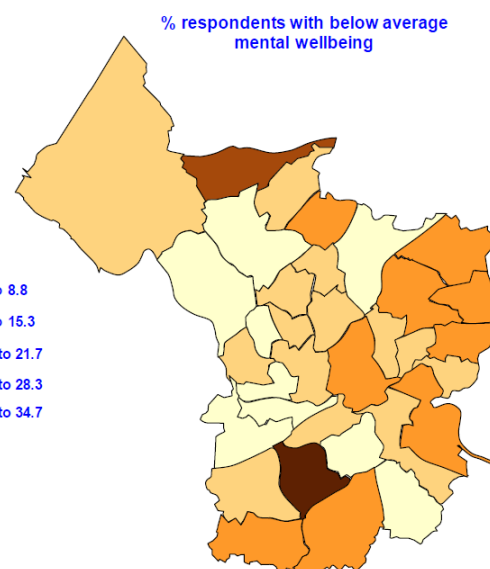 % respondents with below average
mental wellbeing
8.8
15.3
to 21.7
to 28.3
to 34.7